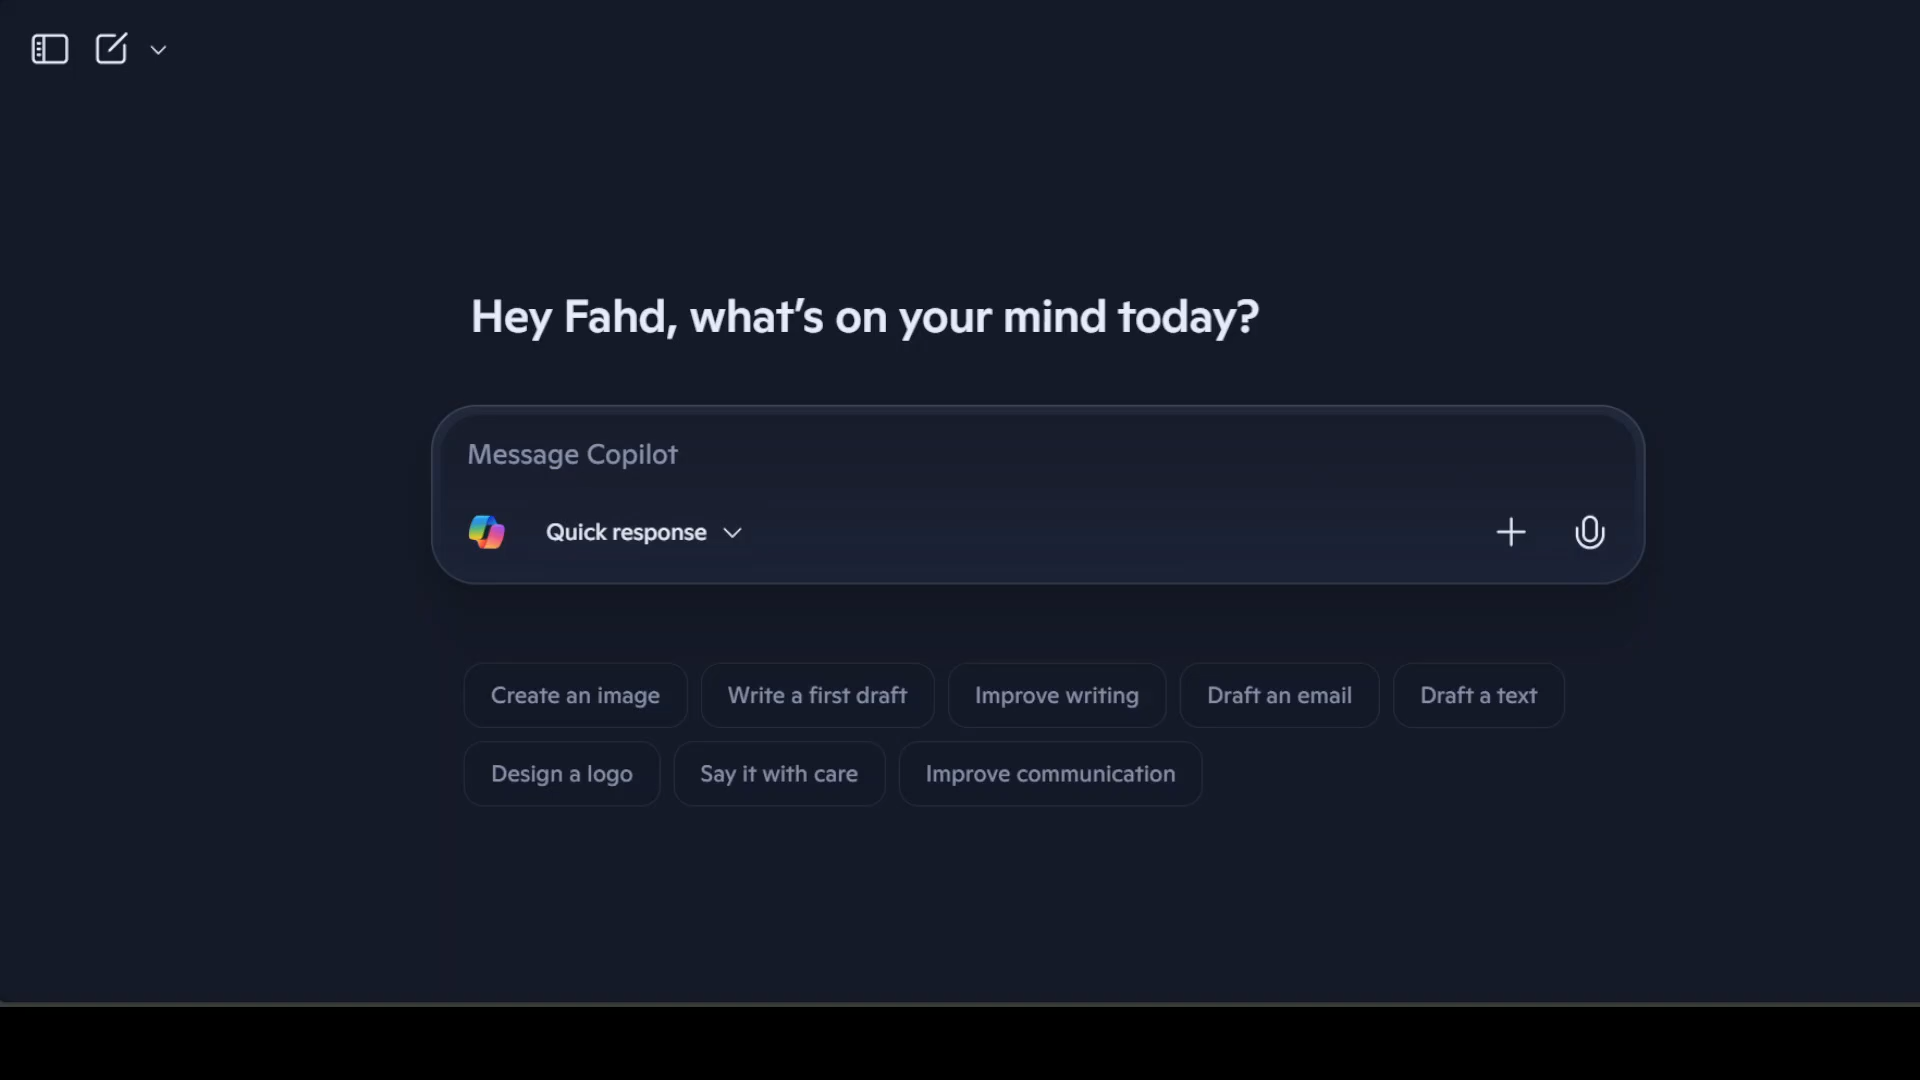 Hey Fahd, what’s on your mind today?
Message Copilot
Quick response
Create an image
Write a first draft
Improve writing
Draft an email
Draft a text
Design a logo
Say it with care
Improve communication